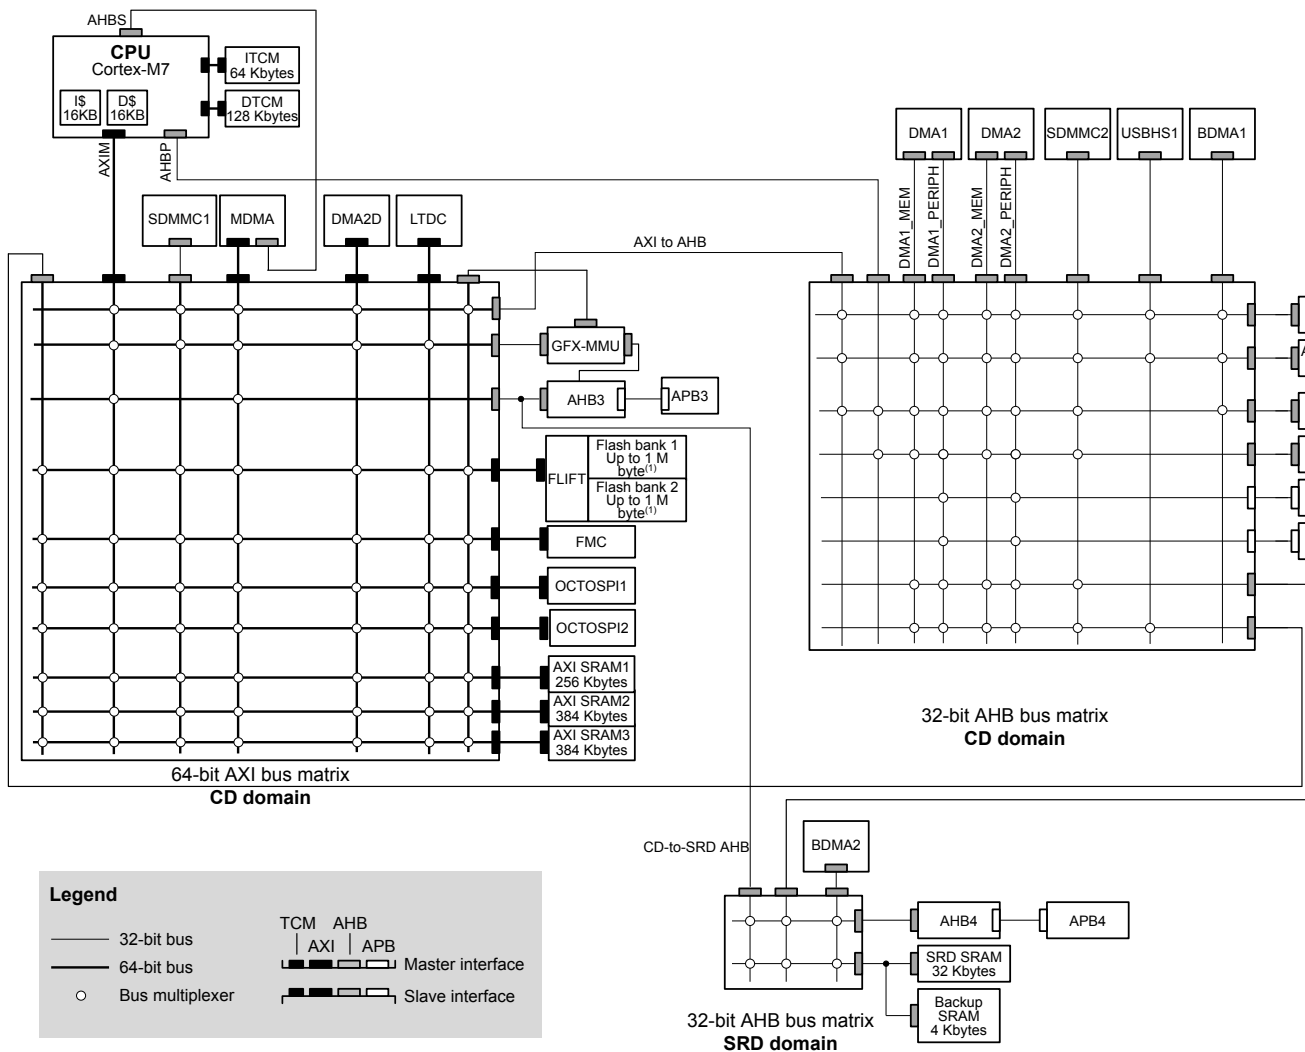 AHBS
CPU
Cortex-M7
I$
16KB
D$
16KB
ITCM
64 Kbytes
DTCM
128 Kbytes
AXIM
AHBP
SDMMC1
MDMA
DMA2D
LTDC
AXI to AHB
DMA1
DMA2
SDMMC2
USBHS1
BDMA1
DMA1_MEM
DMA1_PERIPH
DMA2_MEM
DMA2_PERIPH
A
GFX-MMU
AHB3
APB3
FLIFT
Flash bank 1
Up to 1 M
byte(1)
Flash bank 2
Up to 1 M
byte(1)
FMC
OCTOSPI1
OCTOSPI2
AXI SRAM1
256 Kbytes
AXI SRAM2
384 Kbytes
AXI SRAM3
384 Kbytes
64-bit AXI bus matrix
CD domain
32-bit AHB bus matrix
CD domain
CD-to-SRD AHB
BDMA2
AHB4
APB4
SRD SRAM
32 Kbytes
Backup
SRAM
4 Kbytes
32-bit AHB bus matrix
SRD domain
Legend
32-bit bus
64-bit bus
Bus multiplexer
TCM
AXI
AHB
APB
Master interface
Slave interface